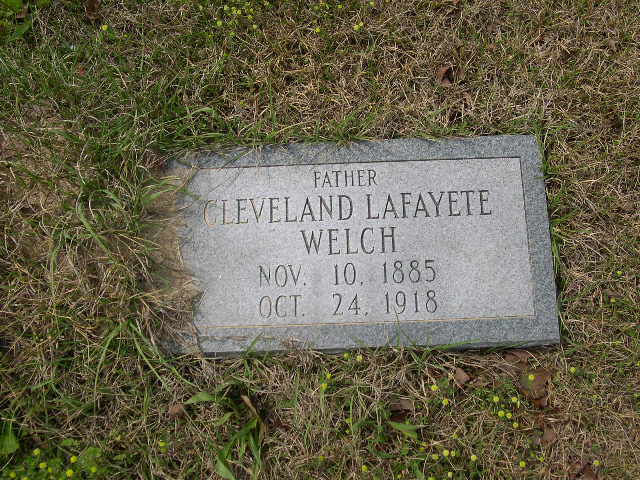 FATHER
CLEVELAND LAFAYETE
WELCH
NOV. 10, 1885
OCT. 24, 1918